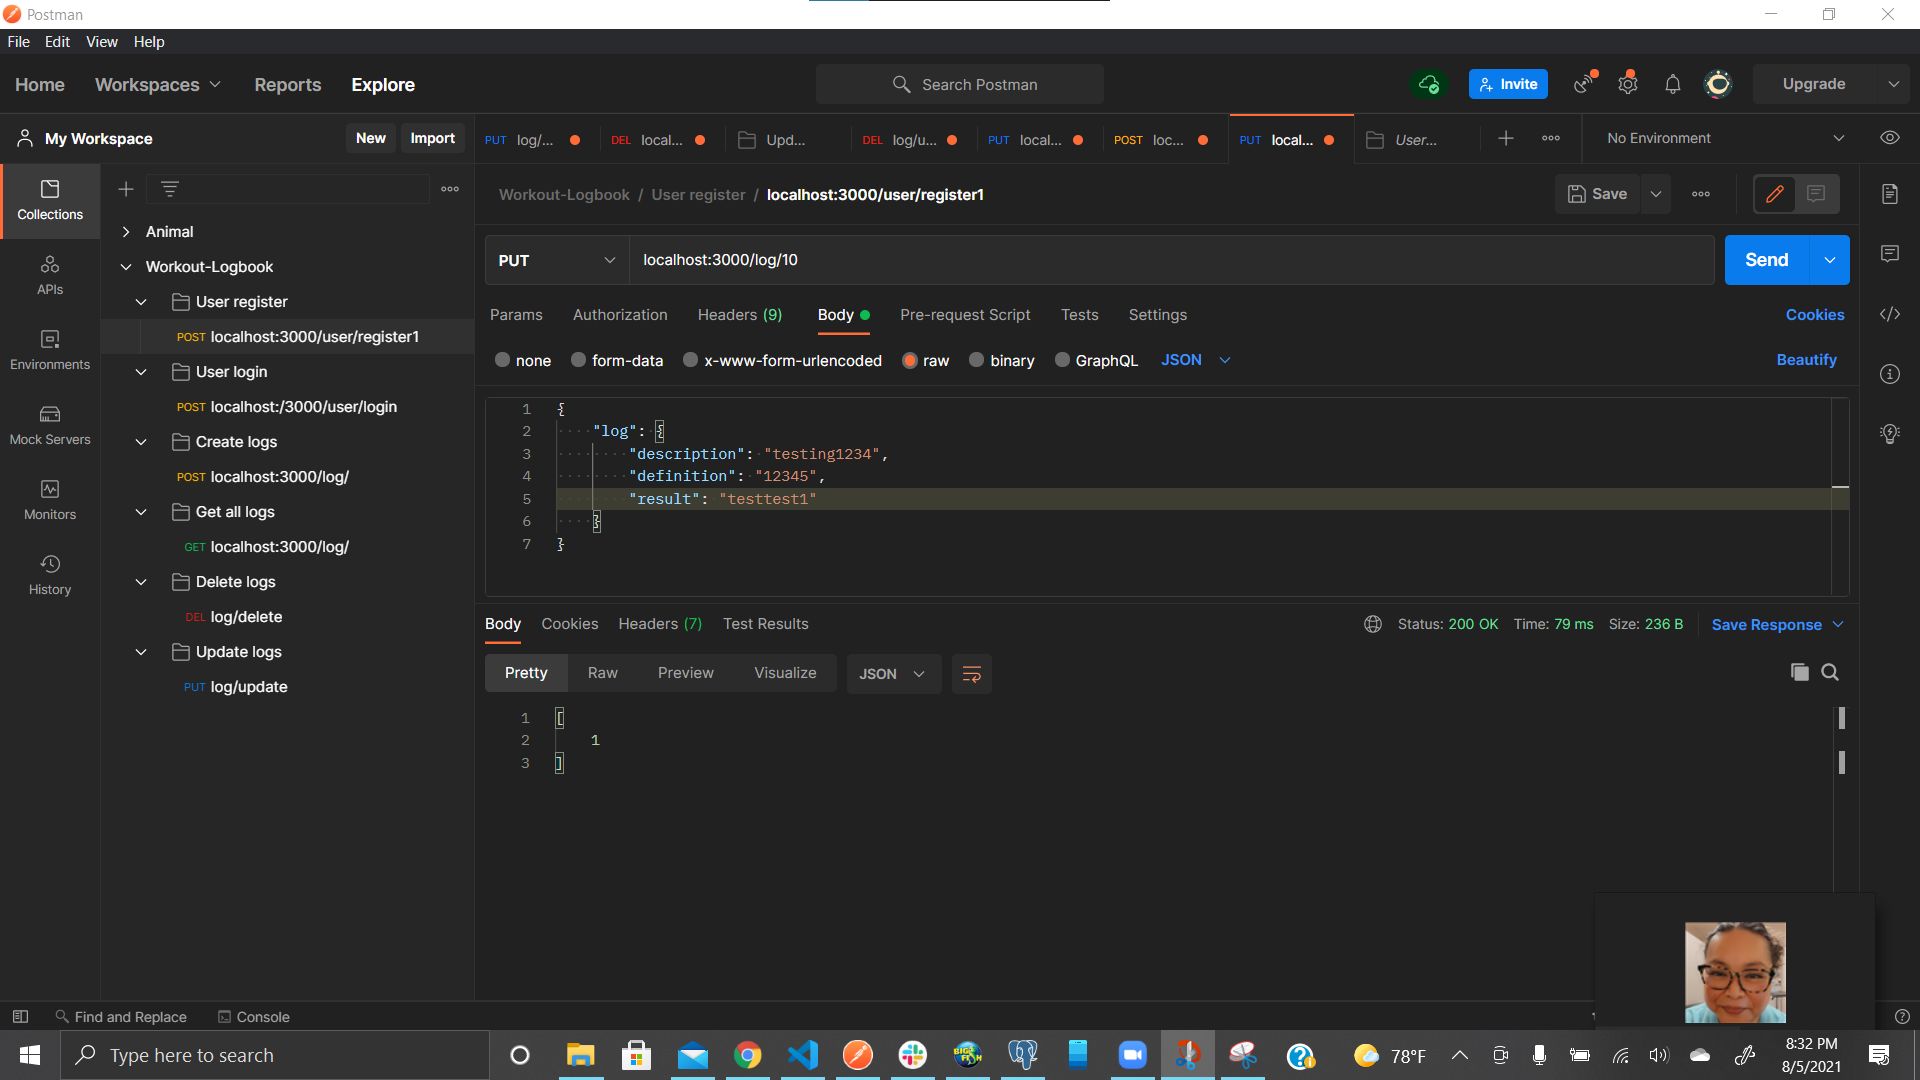 Postman
File Edit View Help
Home Workspaces Reports Explore
Search Postman
Invite
Upgrade
My Workspace
New Import
PUT log/...
DEL local...
Upd...
DEL log/u...
PUT local...
POST loc...
PUT local...
User...
No Environment
Collections
APIs
Environments
Mock Servers
Monitors
History
Animal
Workout-Logbook
User register
POST localhost:3000/user/register1
User login
POST localhost:/3000/user/login
Create logs
POST localhost:3000/log/
Get all logs
GET localhost:3000/log/
Delete logs
DEL log/delete
Update logs
PUT log/update
Workout-Logbook / User register / localhost:3000/user/register1
Save
PUT localhost:3000/log/10
Send
Params Authorization Headers (9) Body Pre-request Script Tests Settings Cookies
none form-data x-www-form-urlencoded raw binary GraphQL JSON Beautify
1 {
2 "log": {
3 "description": "testing1234",
4 "definition": "12345",
5 "result": "testtest1"
6 }
7 }
Body Cookies Headers (7) Test Results
Status: 200 OK Time: 79 ms Size: 236 B Save Response
Pretty Raw Preview Visualize JSON
1 [
2 1
3 ]
Find and Replace Console
Type here to search
BIG FISH
78°F
8:32 PM
8/5/2021